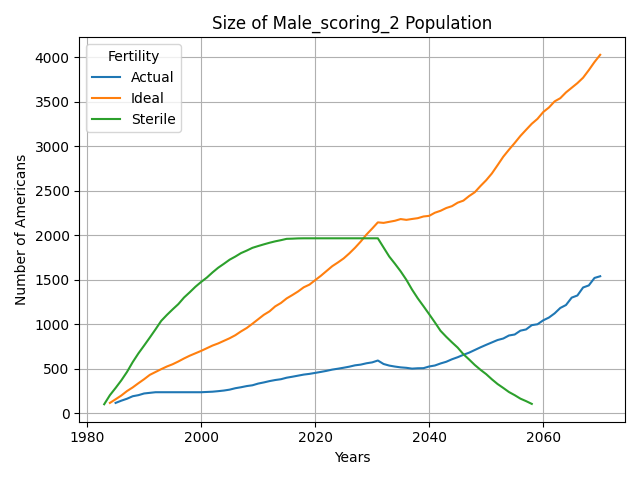 Size of Male_scoring_2 Population
Fertility
Actual
Ideal
Sterile
4000
3500
3000
2500
2000
1500
1000
500
0
Number of Americans
1980
2000
2020
2040
2060
Years